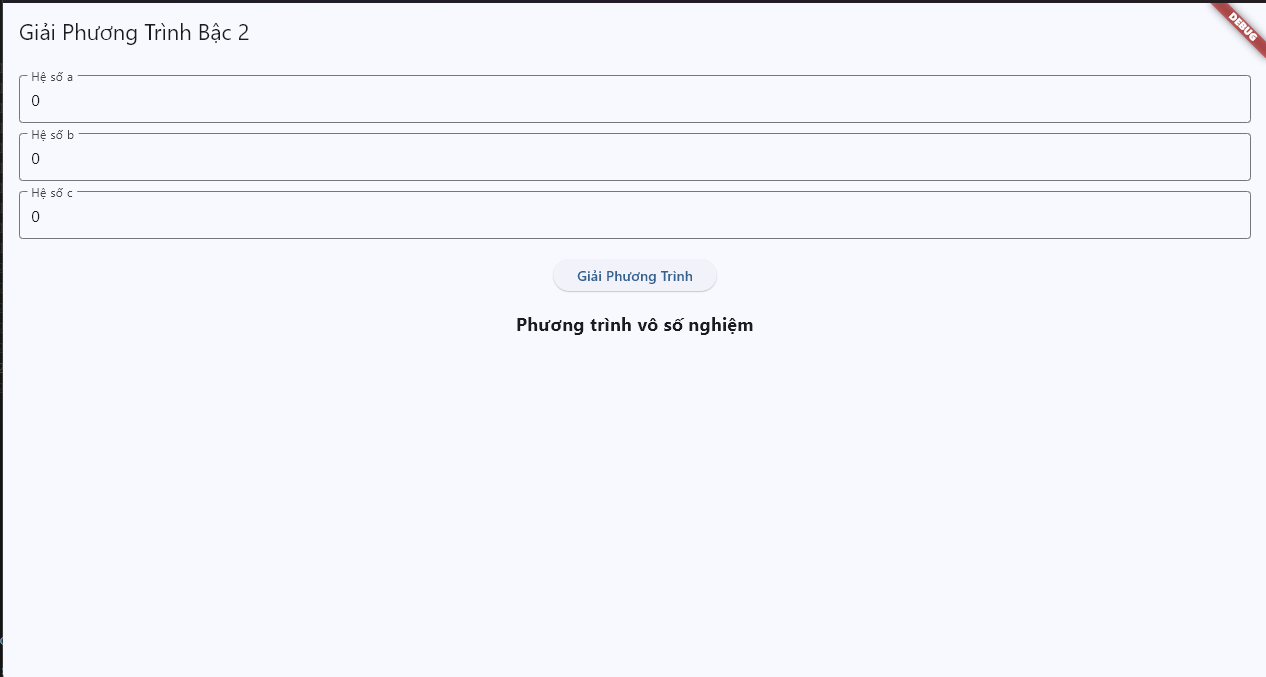 Giải Phương Trình Bậc 2
DEBUG
Hệ số a
0
Hệ số b
0
Hệ số c
0
Giải Phương Trình
Phương trình vô số nghiệm